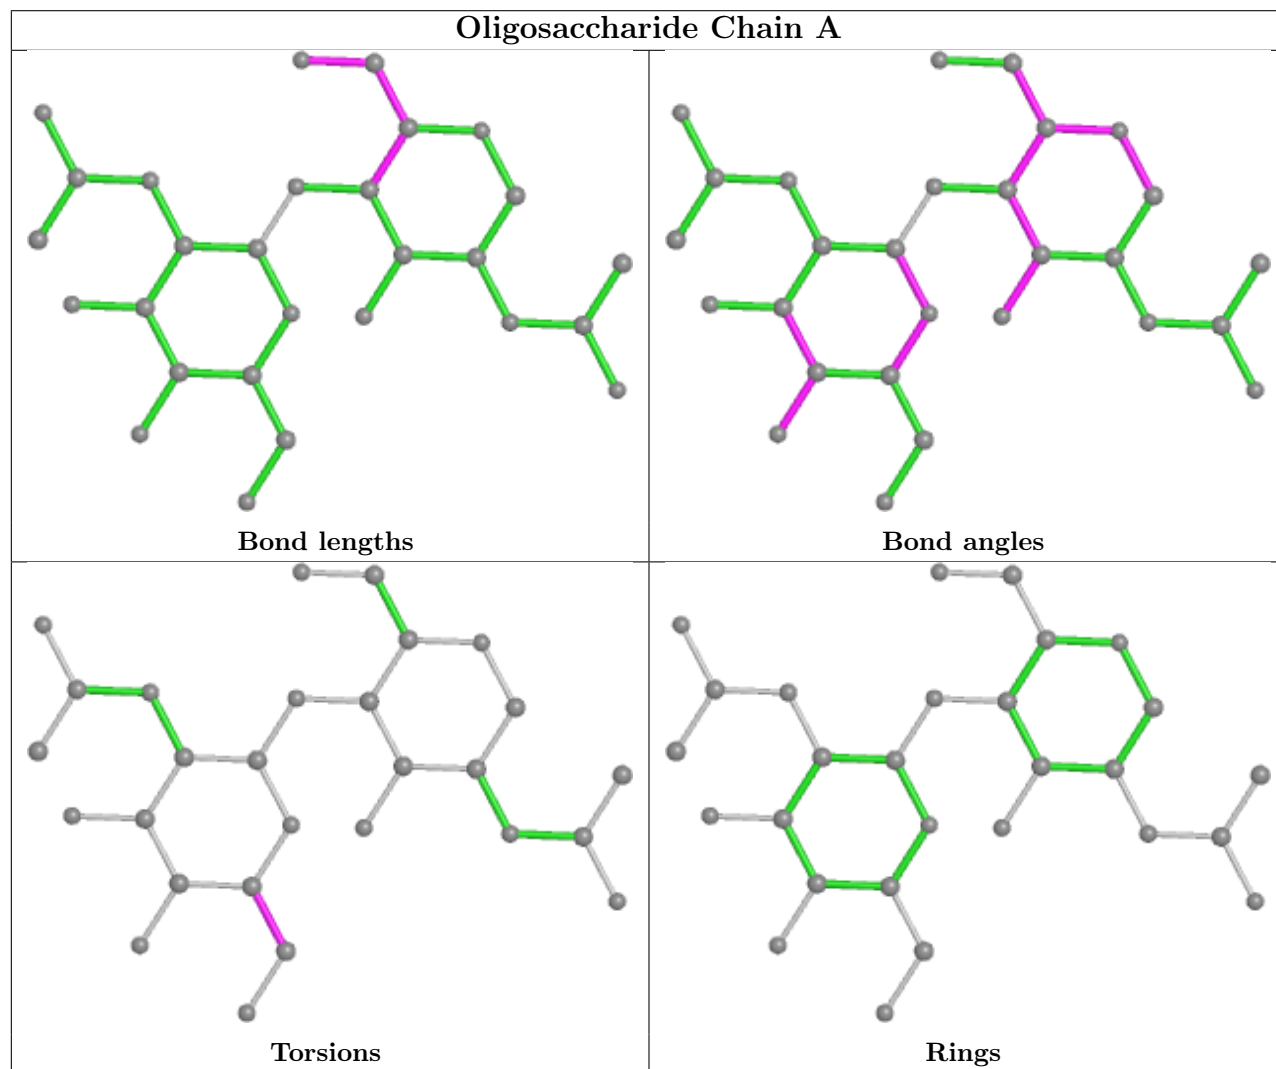 Oligosaccharide Chain A
Bond lengths
Bond angles
Torsions
Rings